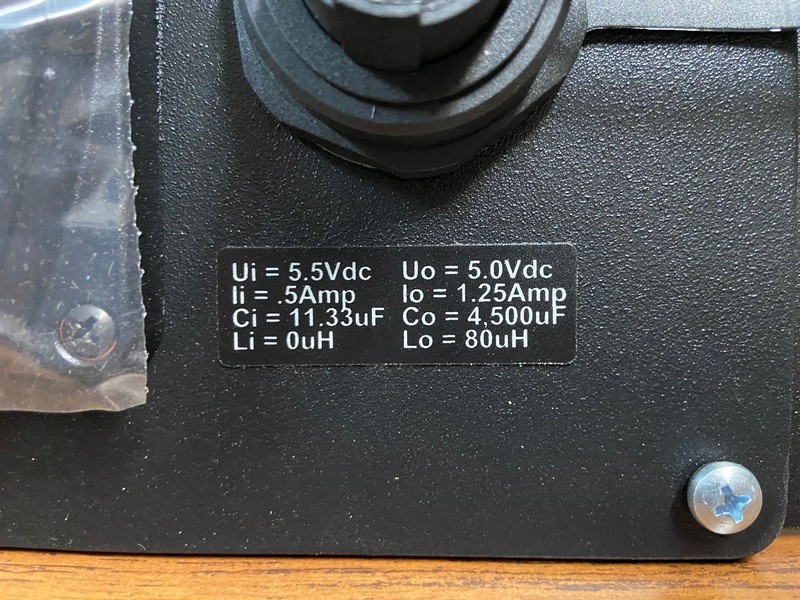 Ui = 5.5Vdc Uo = 5.0Vdc
Ii = .5Amp Io = 1.25Amp
Ci = 11.33uF Co = 4,500uF
Li = 0uH Lo = 80uH